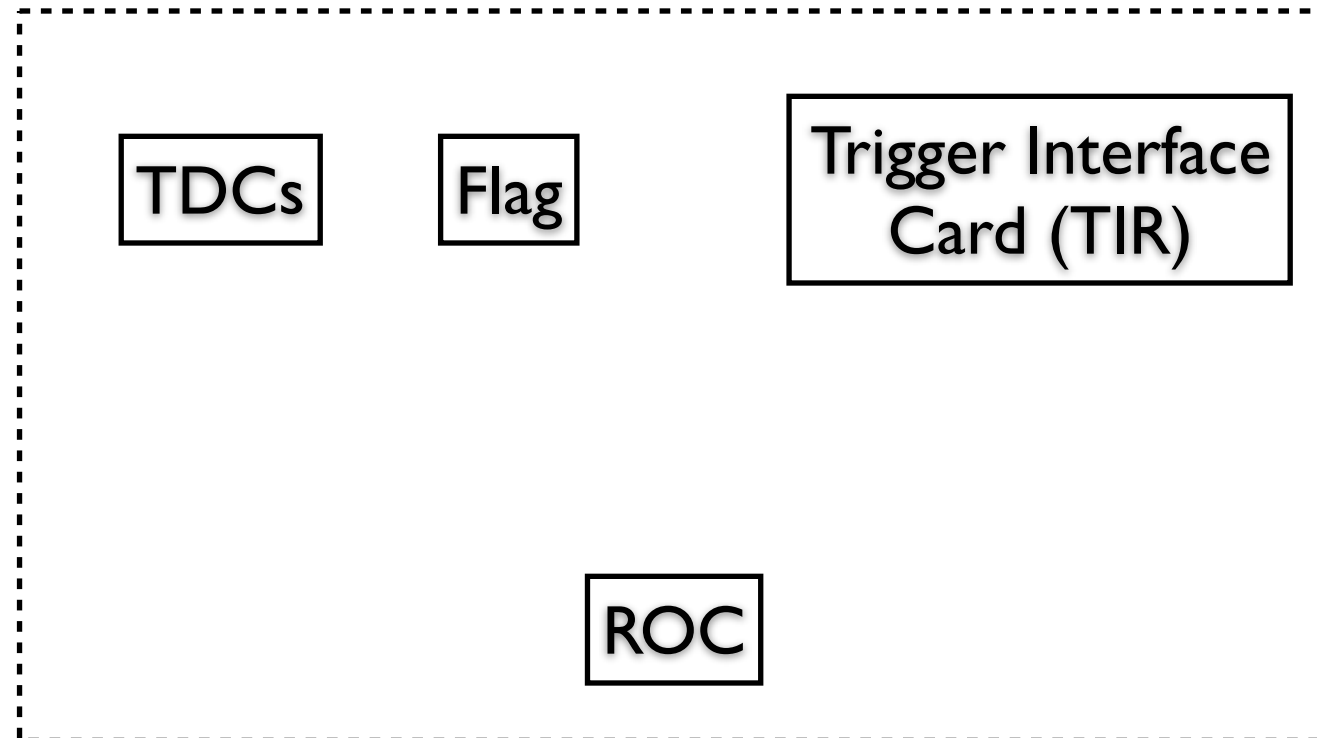 TDCs
Flag
Trigger Interface
Card (TIR)
ROC